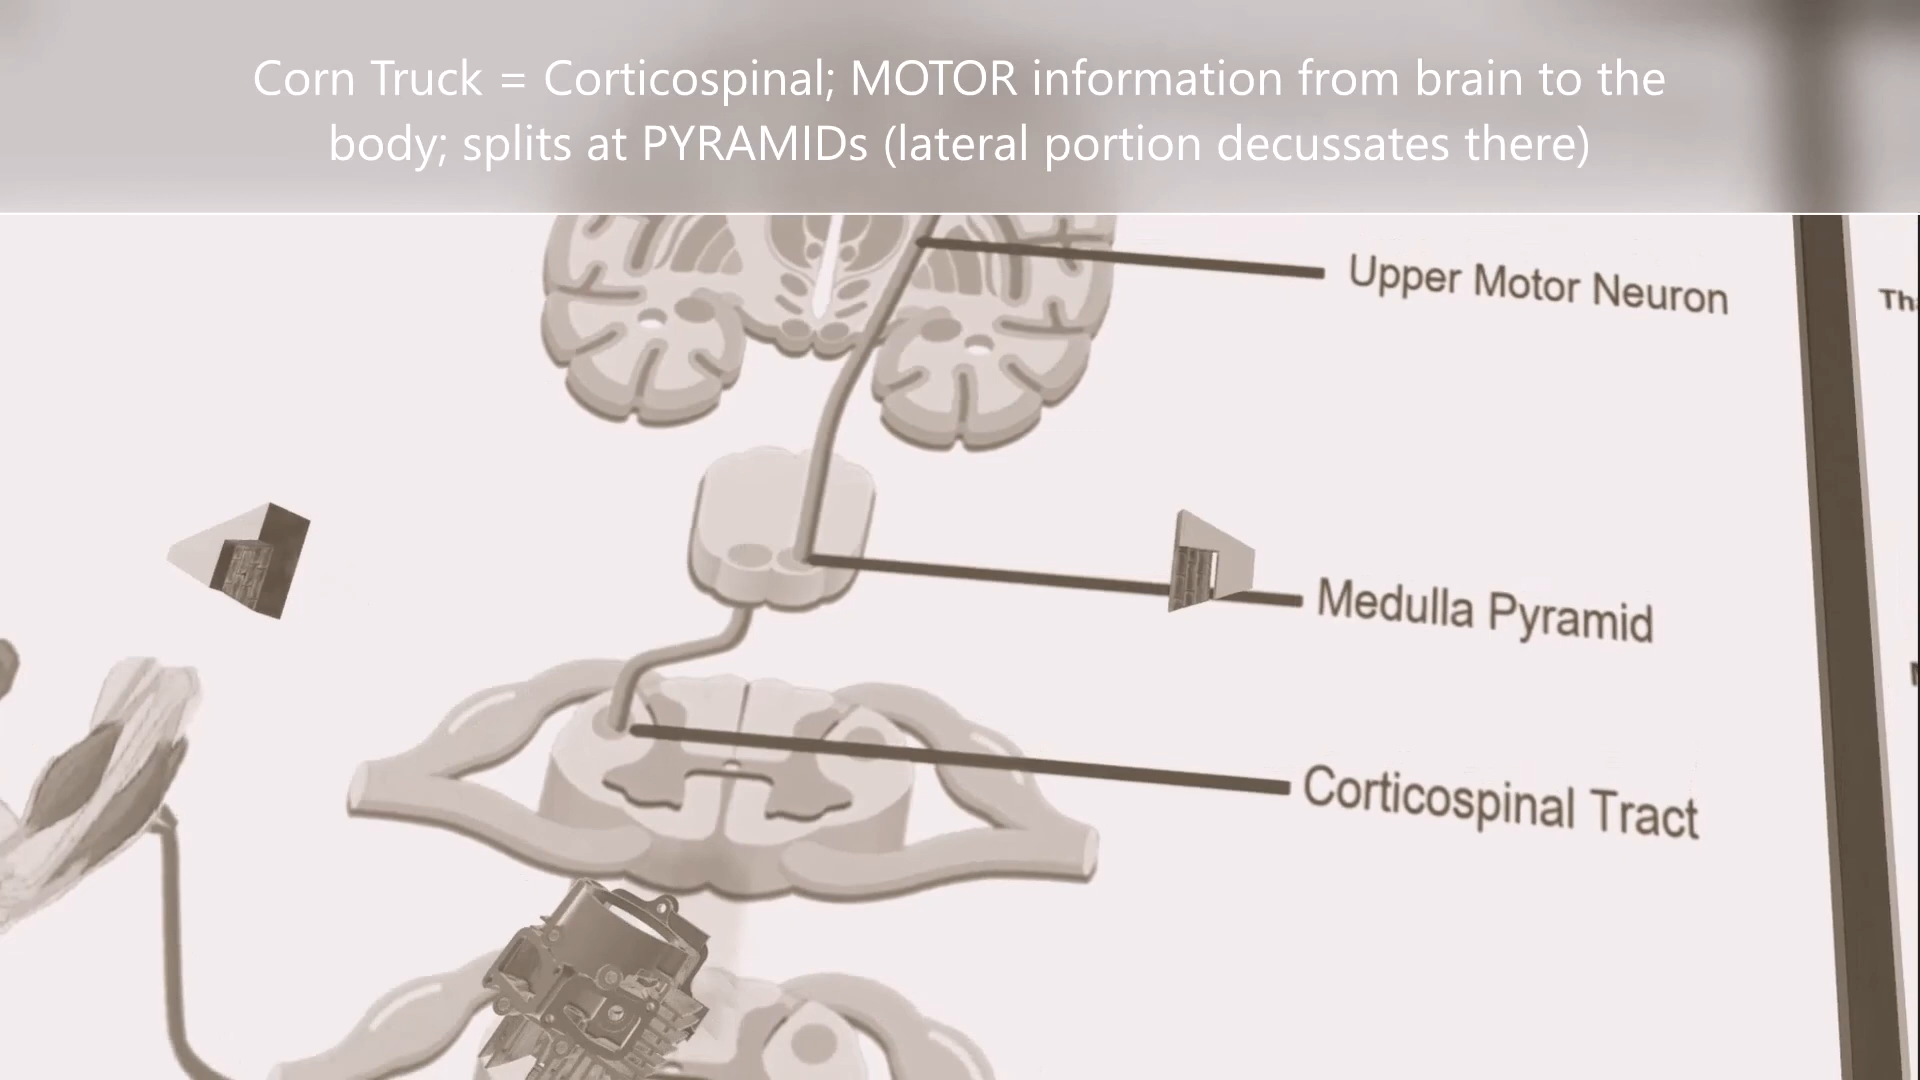 Corn Truck = Corticospinal; MOTOR information from brain to the
body; splits at PYRAMIDs (lateral portion decussates there)
Upper Motor Neuron
Medulla Pyramid
Corticospinal Tract